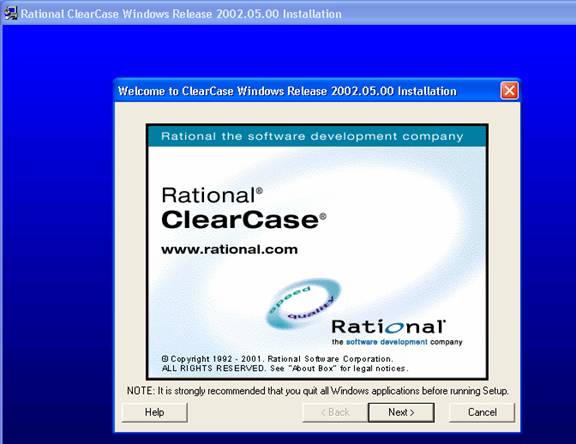 Rational ClearCase Windows Release 2002.05.00 Installation
Welcome to ClearCase Windows Release 2002.05.00 Installation
Rational the software development company
Rational®
ClearCase®
www.rational.com
speed
quality
Rational®
the software development company
© Copyright 1992 - 2001. Rational Software Corporation.
ALL RIGHTS RESERVED. See "About Box" for legal notices.
NOTE: It is strongly recommended that you quit all Windows applications before running Setup.
Help
< Back
Next >
Cancel